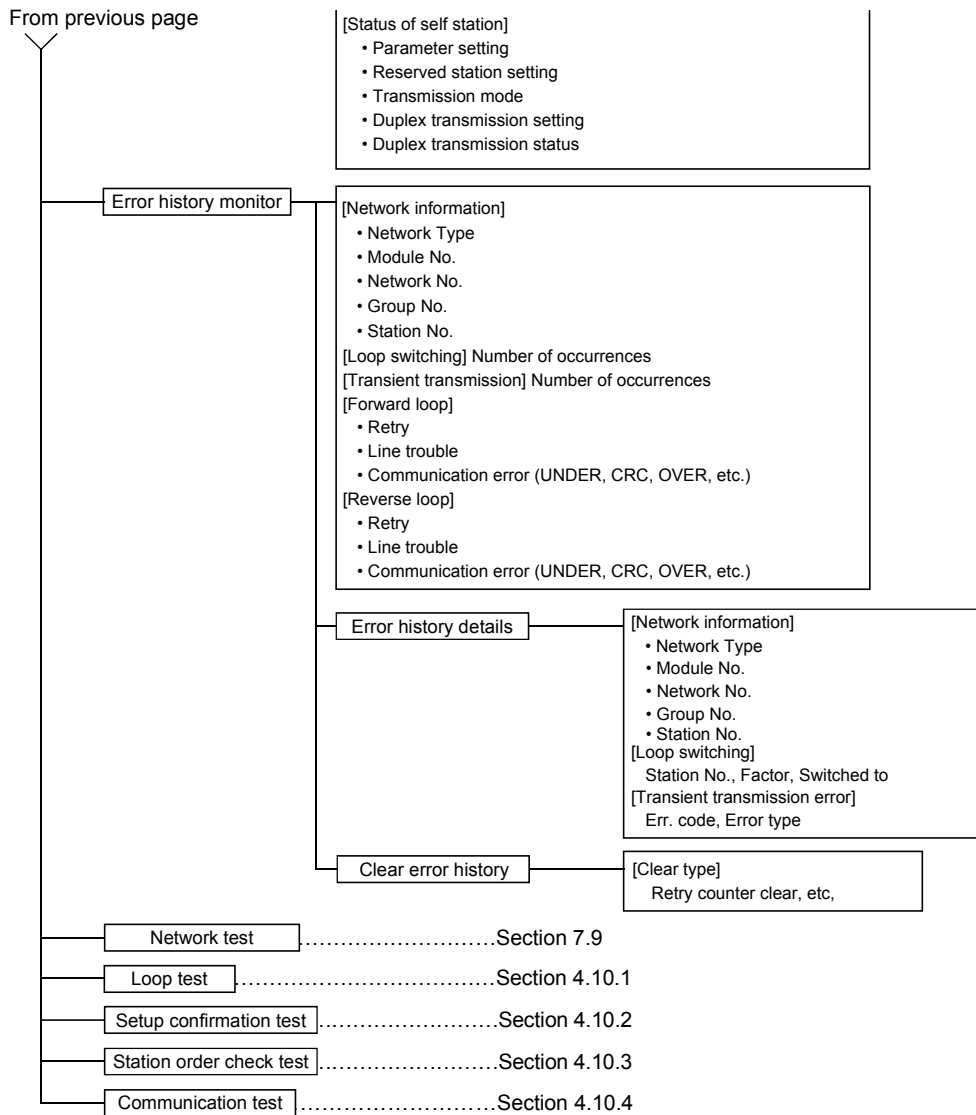 From previous page
[Status of self station]
• Parameter setting
• Reserved station setting
• Transmission mode
• Duplex transmission setting
• Duplex transmission status
Error history monitor
[Network information]
• Network Type
• Module No.
• Network No.
• Group No.
• Station No.
[Loop switching] Number of occurrences
[Transient transmission] Number of occurrences
[Forward loop]
• Retry
• Line trouble
• Communication error (UNDER, CRC, OVER, etc.)
[Reverse loop]
• Retry
• Line trouble
• Communication error (UNDER, CRC, OVER, etc.)
Error history details
[Network information]
• Network Type
• Module No.
• Network No.
• Group No.
• Station No.
[Loop switching]
Station No., Factor, Switched to
[Transient transmission error]
Err. code, Error type
Clear error history
[Clear type]
Retry counter clear, etc,
Network test ............................Section 7.9
Loop test .....................................Section 4.10.1
Setup confirmation test .........................Section 4.10.2
Station order check test .........................Section 4.10.3
Communication test ............................Section 4.10.4